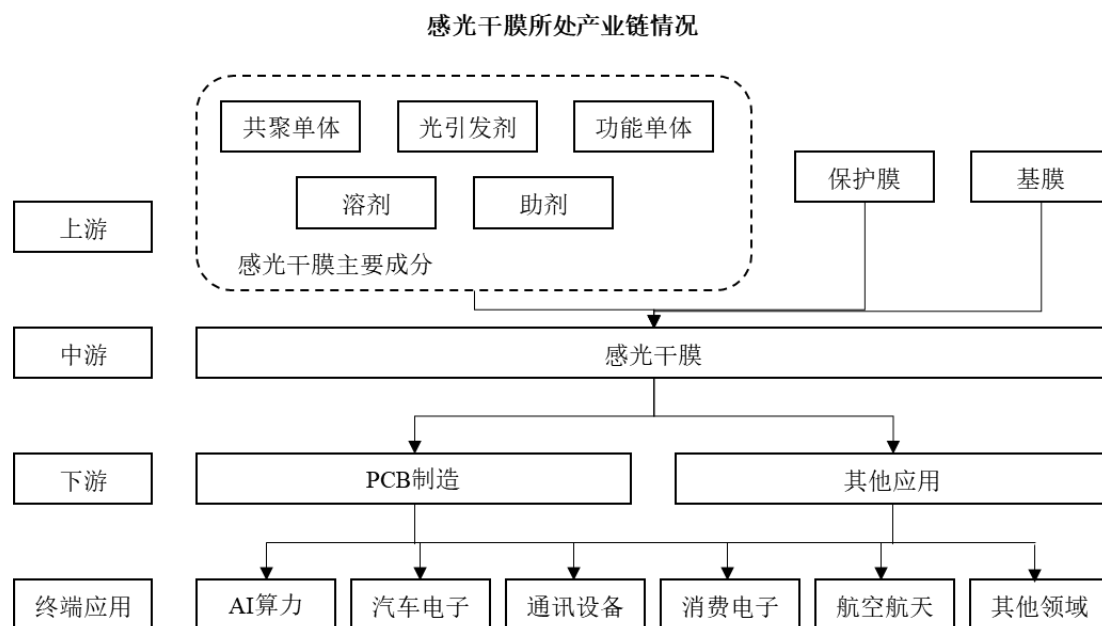 感光干膜所处产业链情况
共聚单体 光引发剂 功能单体
保护膜 基膜
溶剂 助剂
上游
感光干膜主要成分
中游 感光干膜
下游 PCB制造 其他应用
终端应用 AI算力 汽车电子 通讯设备 消费电子 航空航天 其他领域